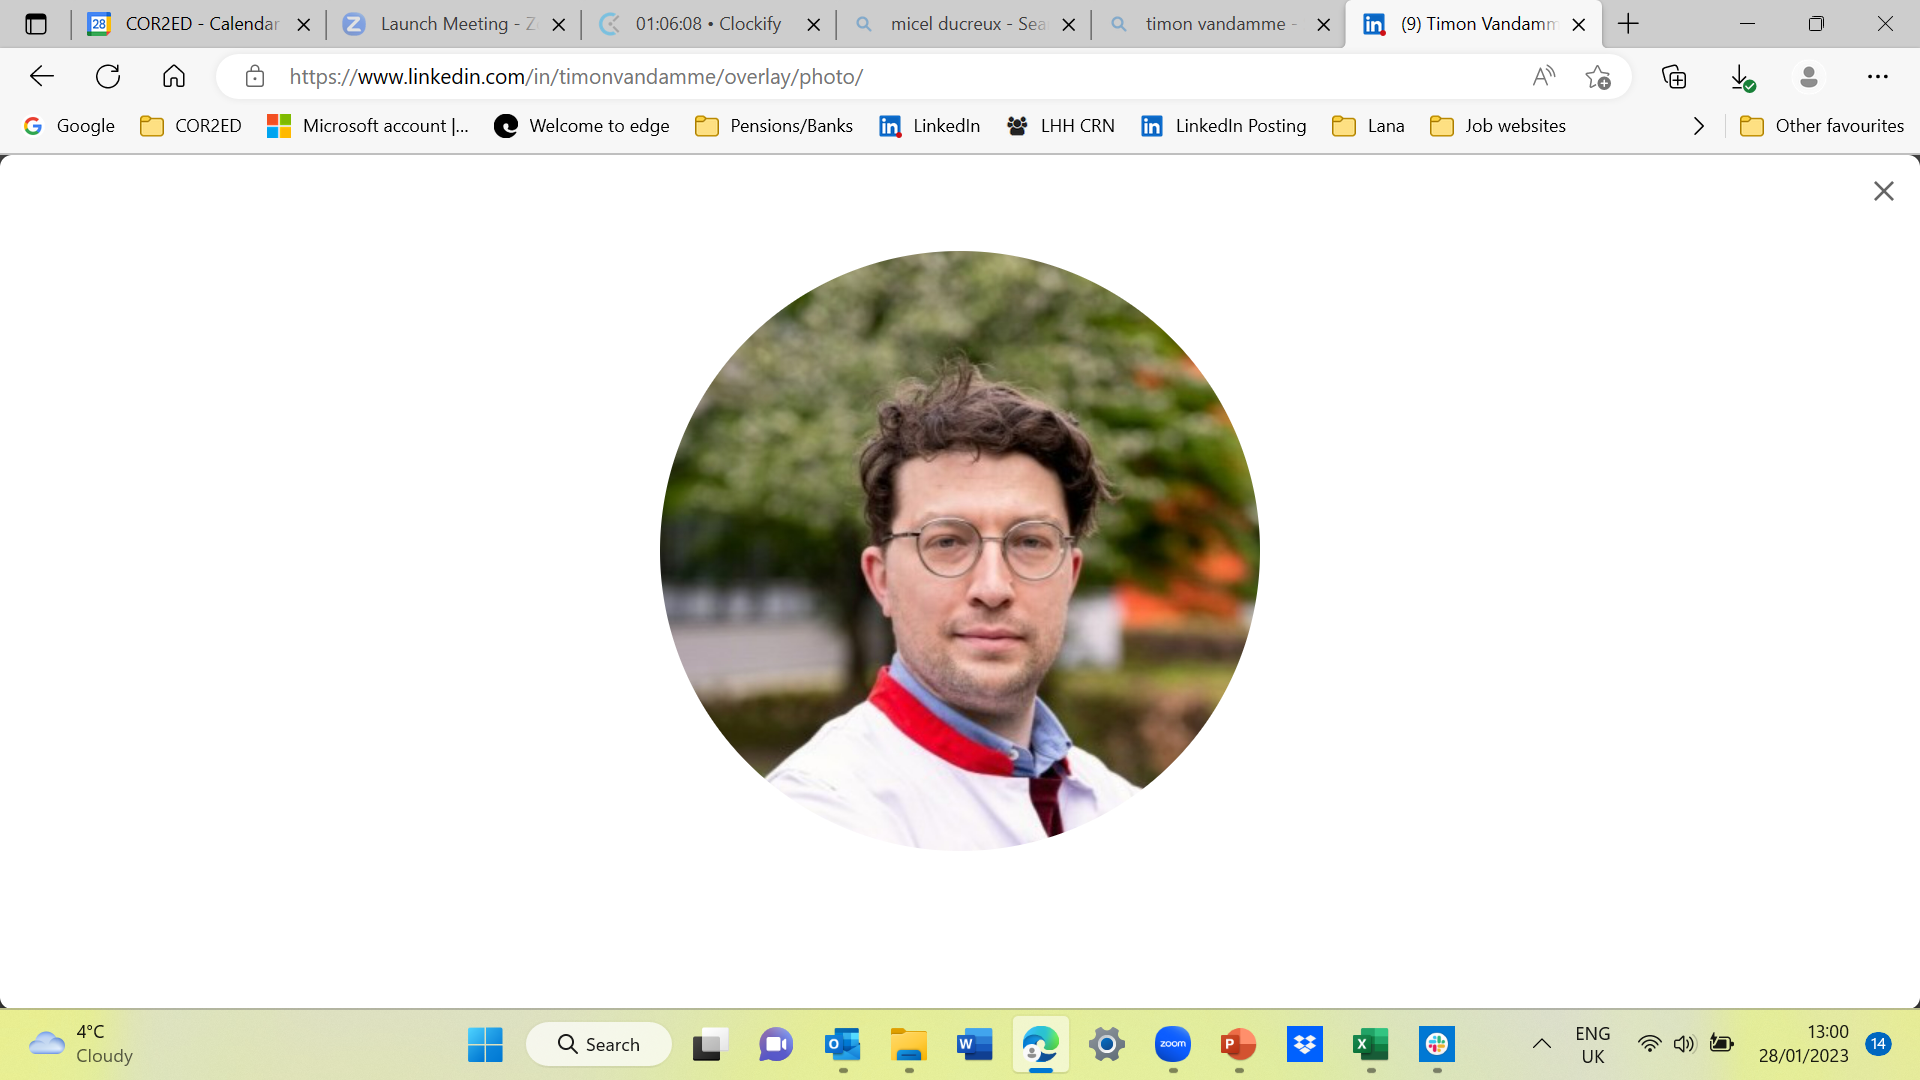 COR2ED - Calendar
Launch Meeting - Z
01:06:08 • Clockify
micel ducreux - Sea
timon vandamme -
(9) Timon Vandamm
https://www.linkedin.com/in/timonvandamme/overlay/photo/
Google
COR2ED
Microsoft account |...
Welcome to edge
Pensions/Banks
LinkedIn
LHH CRN
LinkedIn Posting
Lana
Job websites
Other favourites
4°C
Cloudy
Search
zoom
ENG
UK
13:00
28/01/2023
14